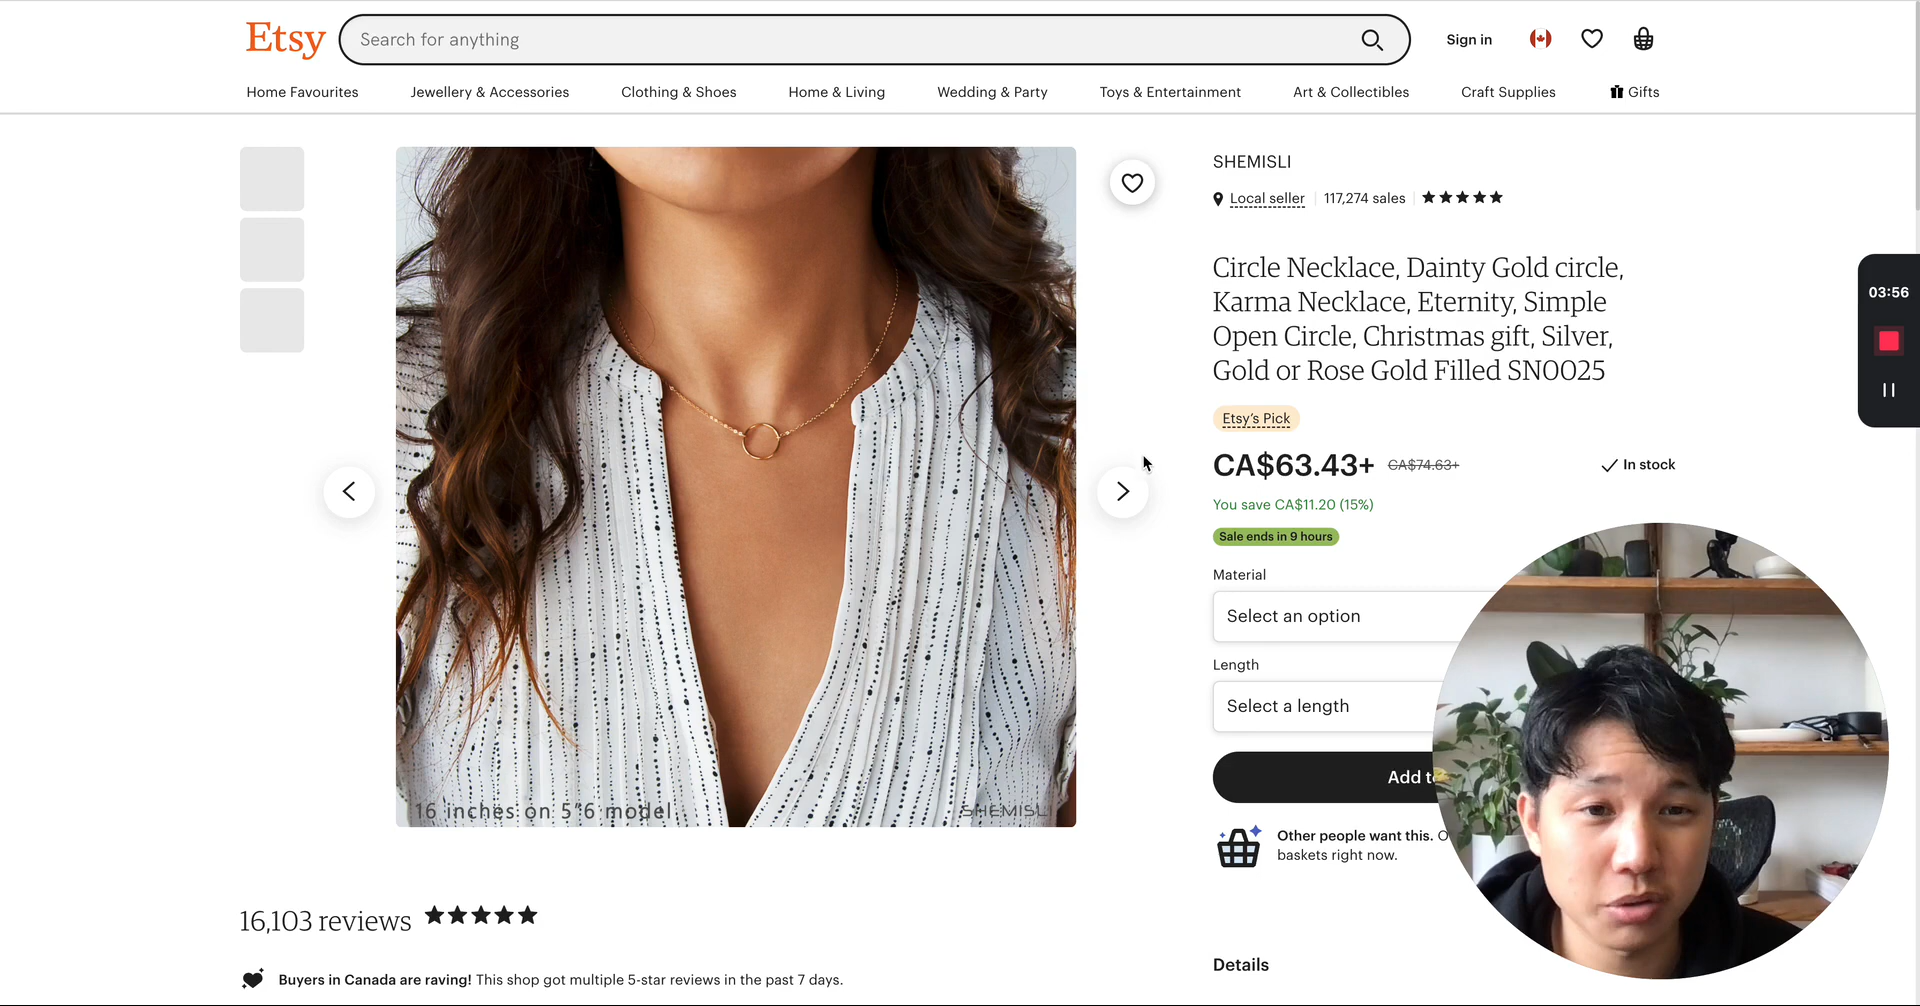 Etsy
Search for anything
Sign in
Home Favourites
Jewellery & Accessories
Clothing & Shoes
Home & Living
Wedding & Party
Toys & Entertainment
Art & Collectibles
Craft Supplies
Gifts
SHEMISLI
Local seller
117,274 sales
Circle Necklace, Dainty Gold circle,
Karma Necklace, Eternity, Simple
Open Circle, Christmas gift, Silver,
Gold or Rose Gold Filled SN0025
Etsy's Pick
CA$63.43+ CA$74.63+
In stock
You save CA$11.20 (15%)
Sale ends in 9 hours
Material
Select an option
Length
Select a length
Add
Other people want this.
baskets right now.
Details
03:56
16 inches on 5"6 model
SHEMISLI
16,103 reviews
Buyers in Canada are raving! This shop got multiple 5-star reviews in the past 7 days.